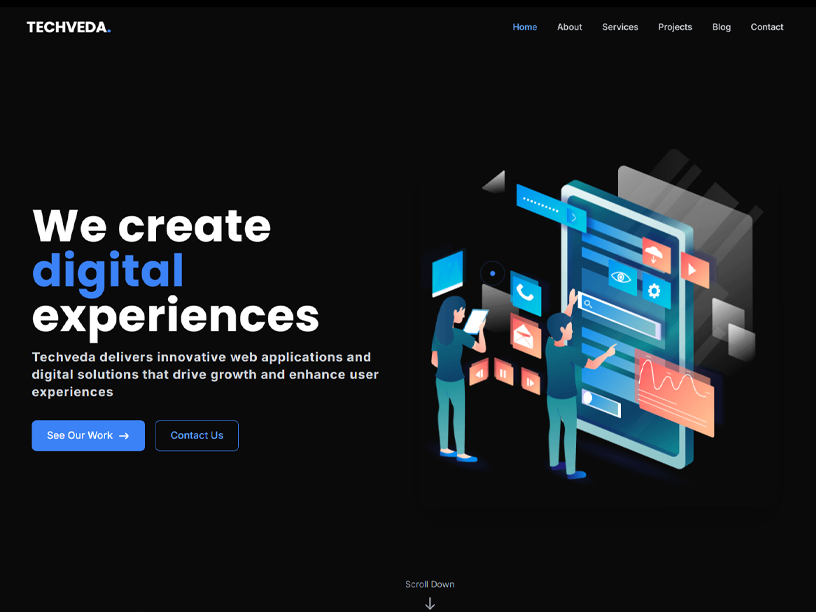 TECHVEDA.
Home About Services Projects Blog Contact
We create
digital
experiences
Techveda delivers innovative web applications and
digital solutions that drive growth and enhance user
experiences
See Our Work →
Contact Us
Scroll Down